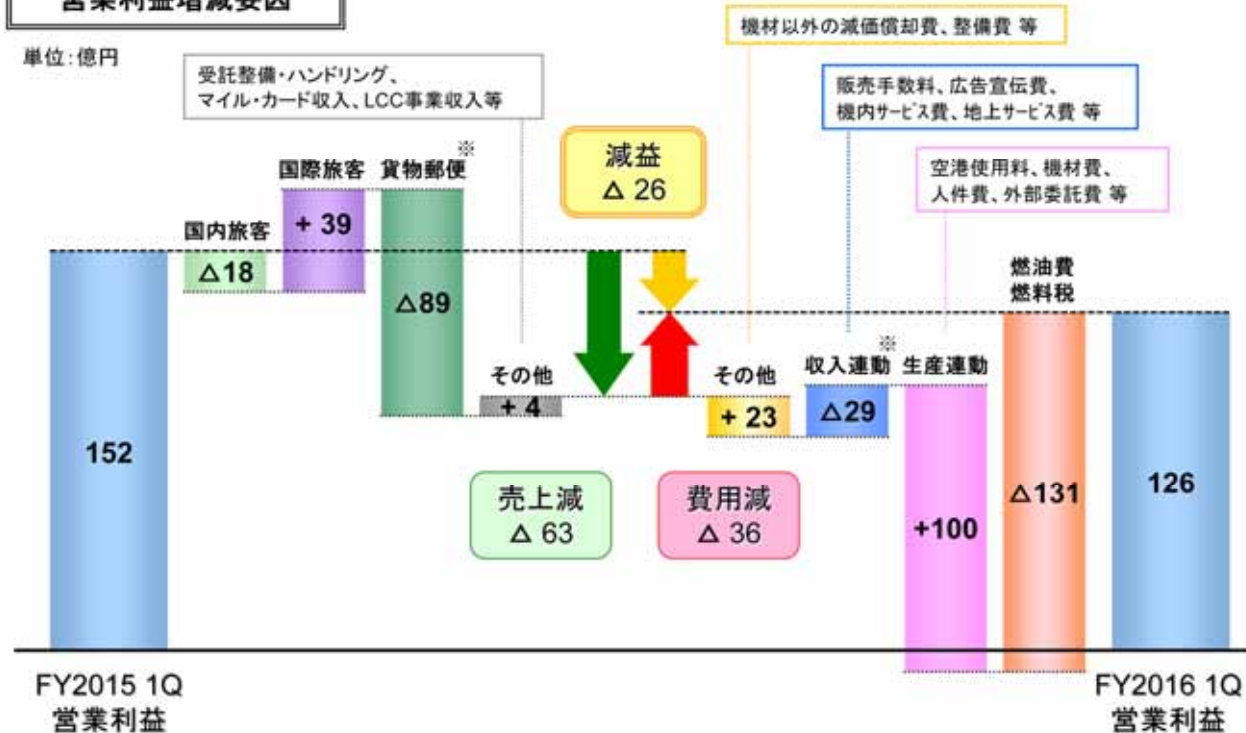 営業利益増減要因
単位：億円
受託整備・ハンドリング、
マイル・カード収入、LCC事業収入等
機材以外の減価償却費、整備費 等
販売手数料、広告宣伝費、
機内サービス費、地上サービス費 等
空港使用料、機材費、
人件費、外部委託費 等
減益
△ 26
国際旅客
貨物郵便
※
国内旅客
+ 39
△18
△89
燃油費
燃料税
その他
+ 4
その他
+ 23
※
収入連動
△29
生産連動
152
売上減
△ 63
費用減
△ 36
+100
△131
126
FY2015 1Q
営業利益
FY2016 1Q
営業利益